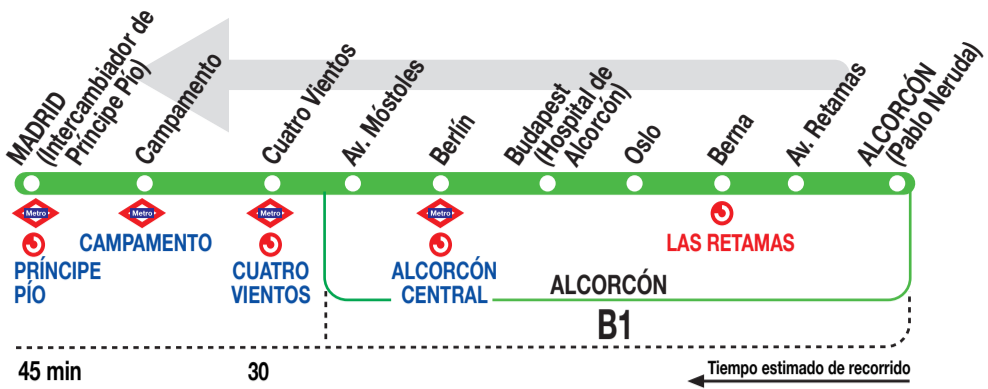 MADRID
(Intercambiador de
Príncipe Pío)
Campamento
Cuatro Vientos
Av. Móstoles
Berlín
Budapest
(Hospital de
Alcorcón)
Oslo
Berna
Av. Retamas
ALCORCÓN
(Pablo Neruda)
Metro
Metro
Metro
Metro
PRÍNCIPE
PÍO
CAMPAMENTO
CUATRO
VIENTOS
ALCORCÓN
CENTRAL
LAS RETAMAS
ALCORCÓN
B1
45 min
30
Tiempo estimado de recorrido